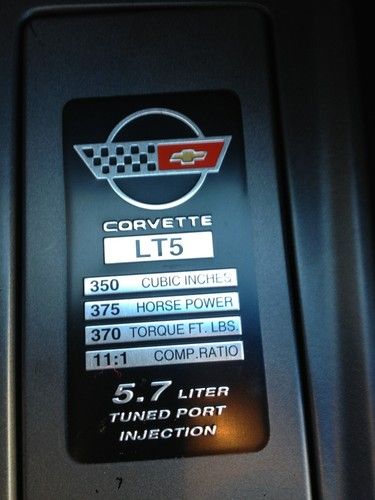 CORVETTE
LT5
350 CUBIC INCHES
375 HORSE POWER
370 TORQUE FT. LBS.
11:1 COMP.RATIO
5.7 LITER
TUNED PORT
INJECTION